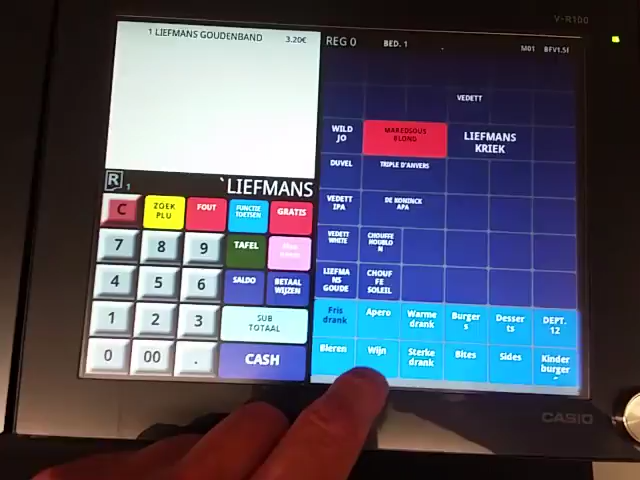 V-R100
1 LIEFMANS GOUDENBAND 3.20€
REG 0 BED. 1 M01 BFV1.5I
VEDETT
WILD
JO
MAREDSOUS
BLOND
LIEFMANS
KRIEK
DUVEL
TRIPLE D'ANVERS
R 1 `LIEFMANS
VEDETT
IPA
DE KONINCK
APA
C
ZOEK
PLU
FOUT
FUNCTIE
TOETSEN
GRATIS
VEDETT
WHITE
CHOUFFE
HOUBLO
N
7 8 9 TAFEL
LIEFMA
NS
GOUDE
CHOUF
FE
SOLEIL
4 5 6 SALDO
BETAAL
WIJZEN
Fris
drank
Apero
Warme
drank
Burger
s
Desser
ts
DEPT.
12
1 2 3
SUB
TOTAAL
Bieren
Wijn
Sterke
drank
Bites
Sides
Kinder
burger
0 00 . CASH
CASIO